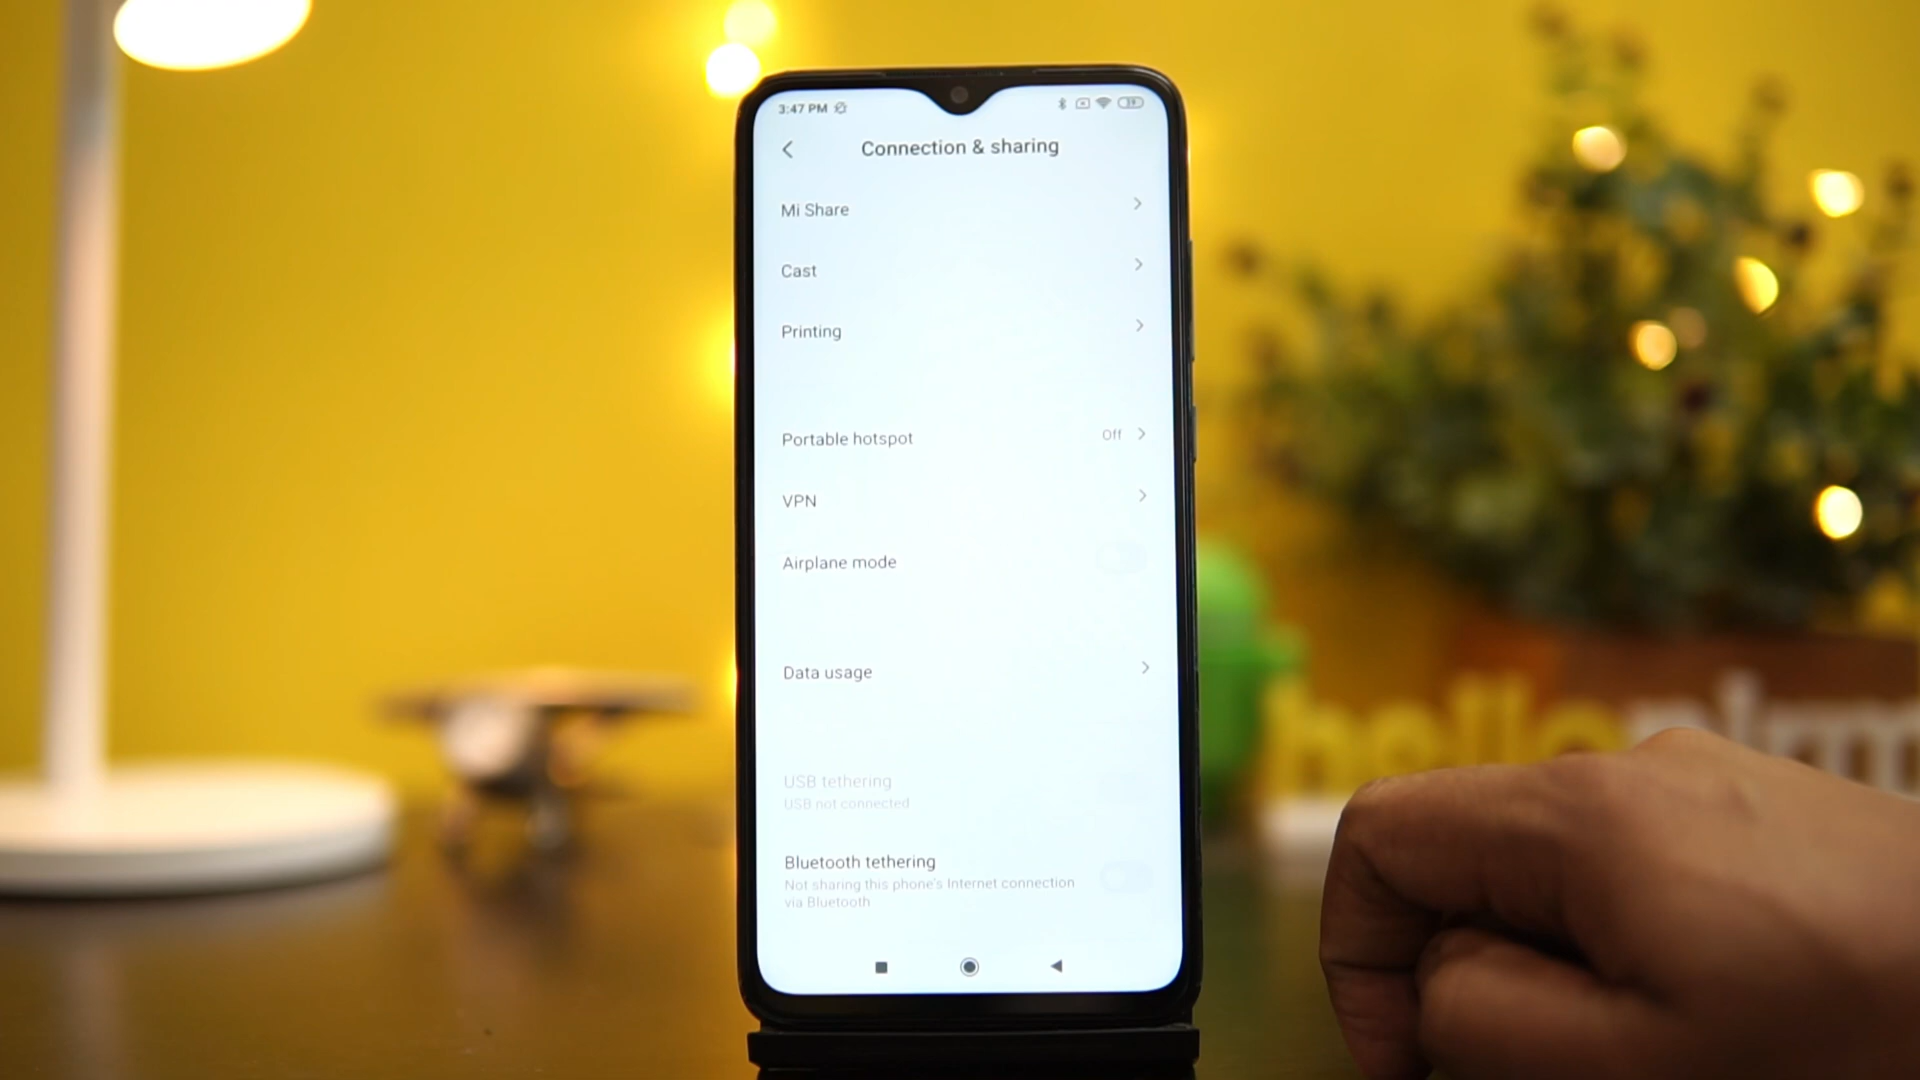 3:47 PM
Connection & sharing
Mi Share
Cast
Printing
Portable hotspot Off
VPN
Airplane mode
Data usage
USB tethering
USB not connected
Bluetooth tethering
Not sharing this phone's Internet connection
via Bluetooth
hello